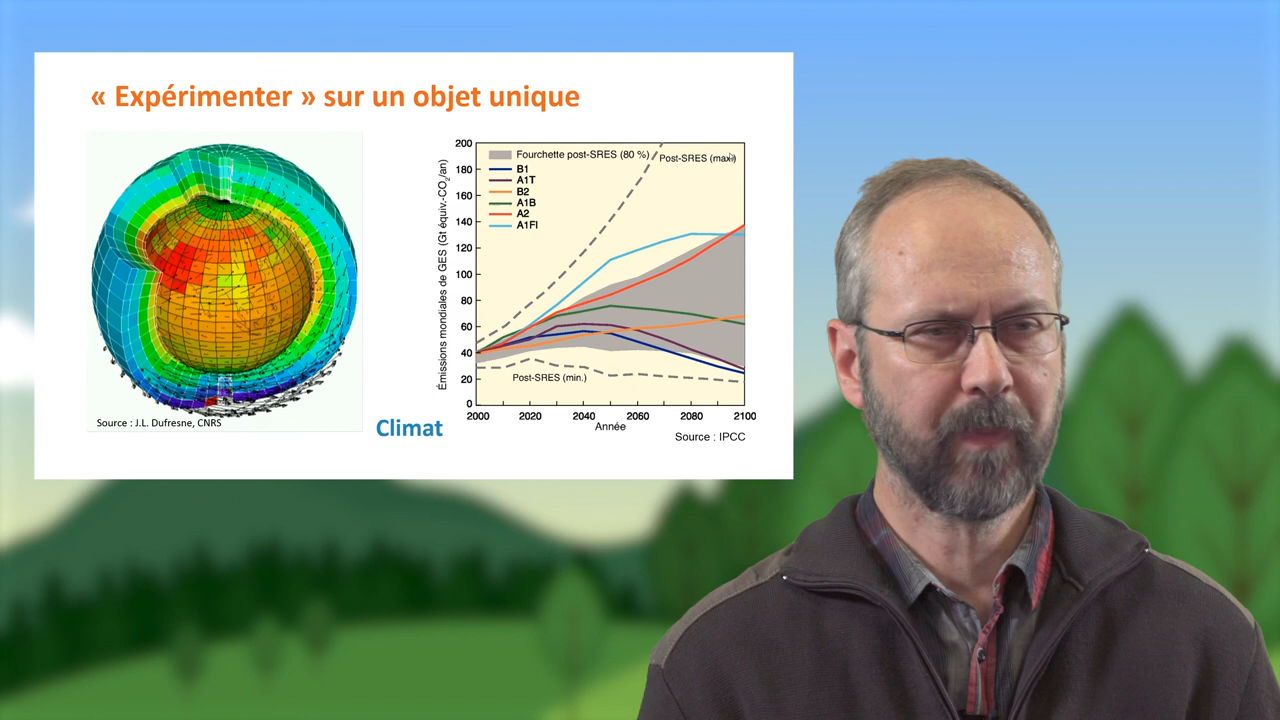 « Expérimenter » sur un objet unique
Source : J.L. Dufresne, CNRS
Climat
Émissions mondiales de GES (Gt équiv.-CO2/an)
200
180
160
140
120
100
80
60
40
20
0
Fourchette post-SRES (80 %)
Post-SRES (max)
B1
A1T
B2
A1B
A2
A1FI
Post-SRES (min.)
2000 2020 2040 2060 2080 2100
Année
Source : IPCC